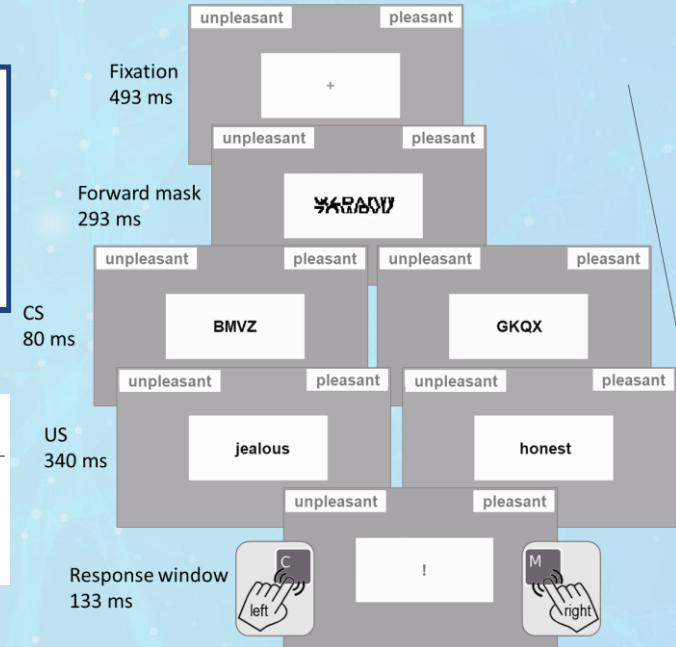 unpleasant pleasant
Fixation
493 ms
+
unpleasant pleasant
Forward mask
293 ms
unpleasant pleasant unpleasant pleasant
CS
80 ms
BMVZ GKQX
unpleasant pleasant unpleasant pleasant
US
340 ms
jealous honest
unpleasant pleasant
Response window
133 ms
!
C M
left right